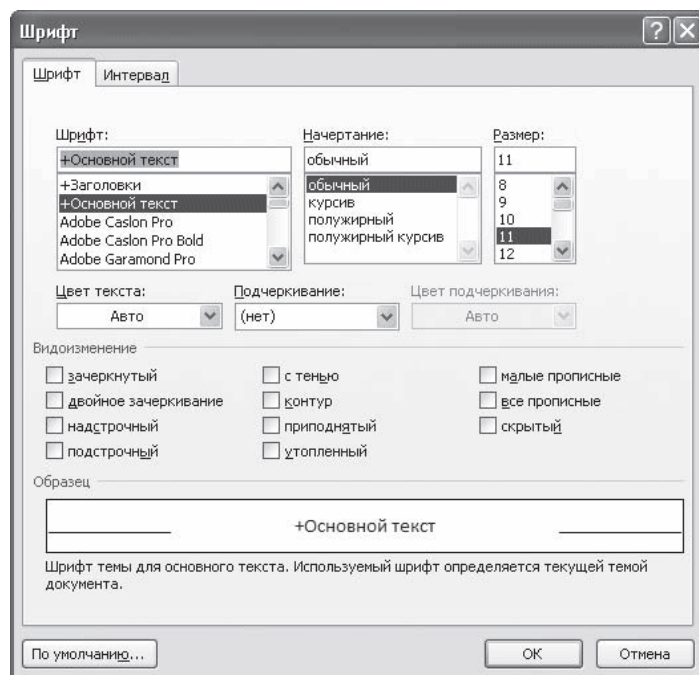 Шрифт
Шрифт Интервал
Шрифт: Начертание: Размер:
+Основной текст обычный 11
+Заголовки обычный 8
+Основной текст курсив 9
Adobe Caslon Pro полужирный 10
Adobe Caslon Pro Bold полужирный курсив 11
Adobe Garamond Pro 12
Цвет текста: Подчеркивание: Цвет подчеркивания:
Авто (нет) Авто
Видоизменение
зачеркнутый с тенью малые прописные
двойное зачеркивание контур все прописные
надстрочный приподнятый скрытый
подстрочный утопленный
Образец
+Основной текст
Шрифт темы для основного текста. Используемый шрифт определяется текущей темой
документа.
По умолчанию... ОК Отмена